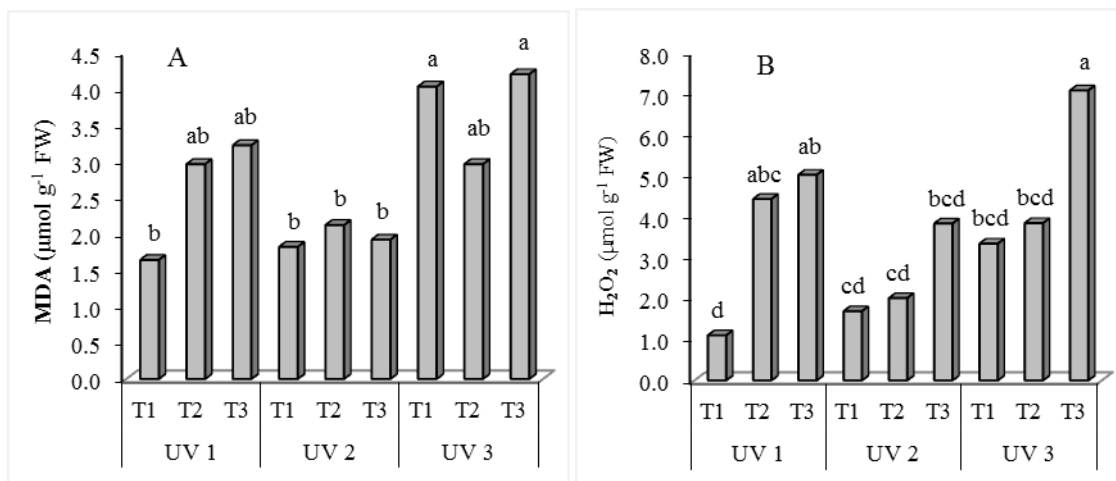 A
MDA (μmol g⁻¹ FW)
4.5
4.0
3.5
3.0
2.5
2.0
1.5
1.0
0.5
0.0
b ab ab b b b a ab a
T1 T2 T3 T1 T2 T3 T1 T2 T3
UV 1 UV 2 UV 3
B
H₂O₂ (μmol g⁻¹ FW)
8.0
7.0
6.0
5.0
4.0
3.0
2.0
1.0
0.0
d abc ab cd cd bcd bcd bcd a
T1 T2 T3 T1 T2 T3 T1 T2 T3
UV 1 UV 2 UV 3